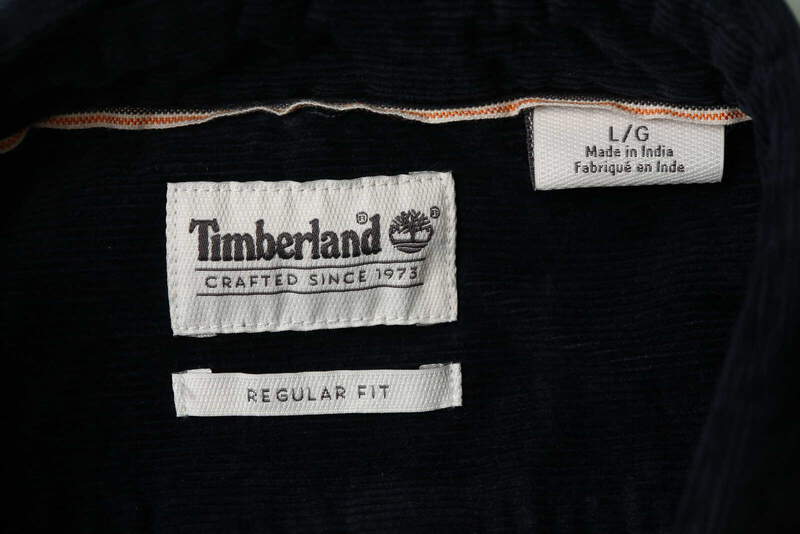 L/G
Made in India
Fabriqué en Inde
Timberland ®
CRAFTED SINCE 1973
REGULAR FIT